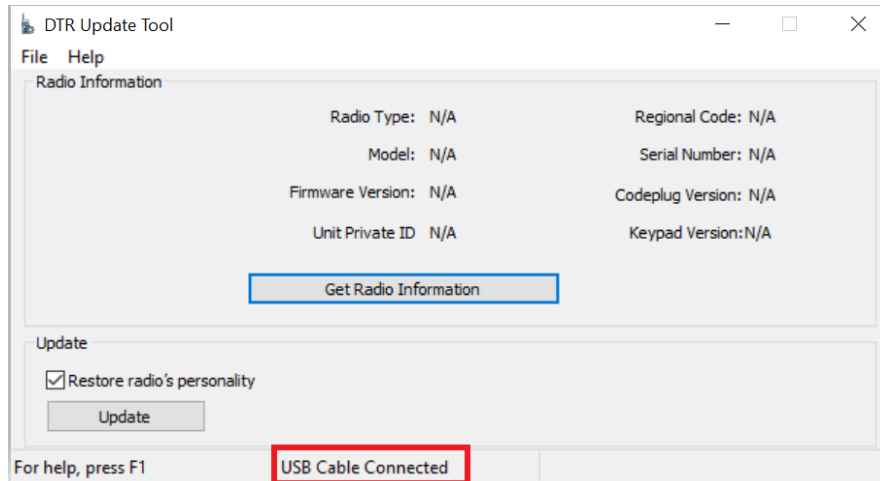 DTR Update Tool
File Help
Radio Information
Radio Type: N/A Regional Code: N/A
Model: N/A Serial Number: N/A
Firmware Version: N/A Codeplug Version: N/A
Unit Private ID N/A Keypad Version:N/A
Get Radio Information
Update
Restore radio's personality
Update
For help, press F1 USB Cable Connected